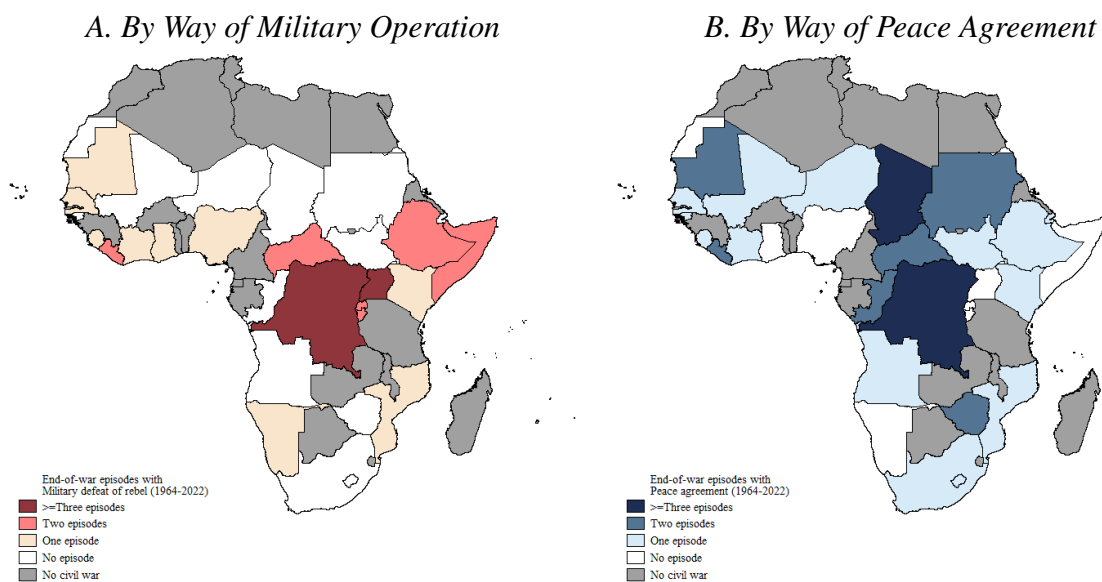 A. By Way of Military Operation
B. By Way of Peace Agreement
End-of-war episodes with
Military defeat of rebel (1964-2022)
>=Three episodes
Two episodes
One episode
No episode
No civil war
End-of-war episodes with
Peace agreement (1964-2022)
>=Three episodes
Two episodes
One episode
No episode
No civil war